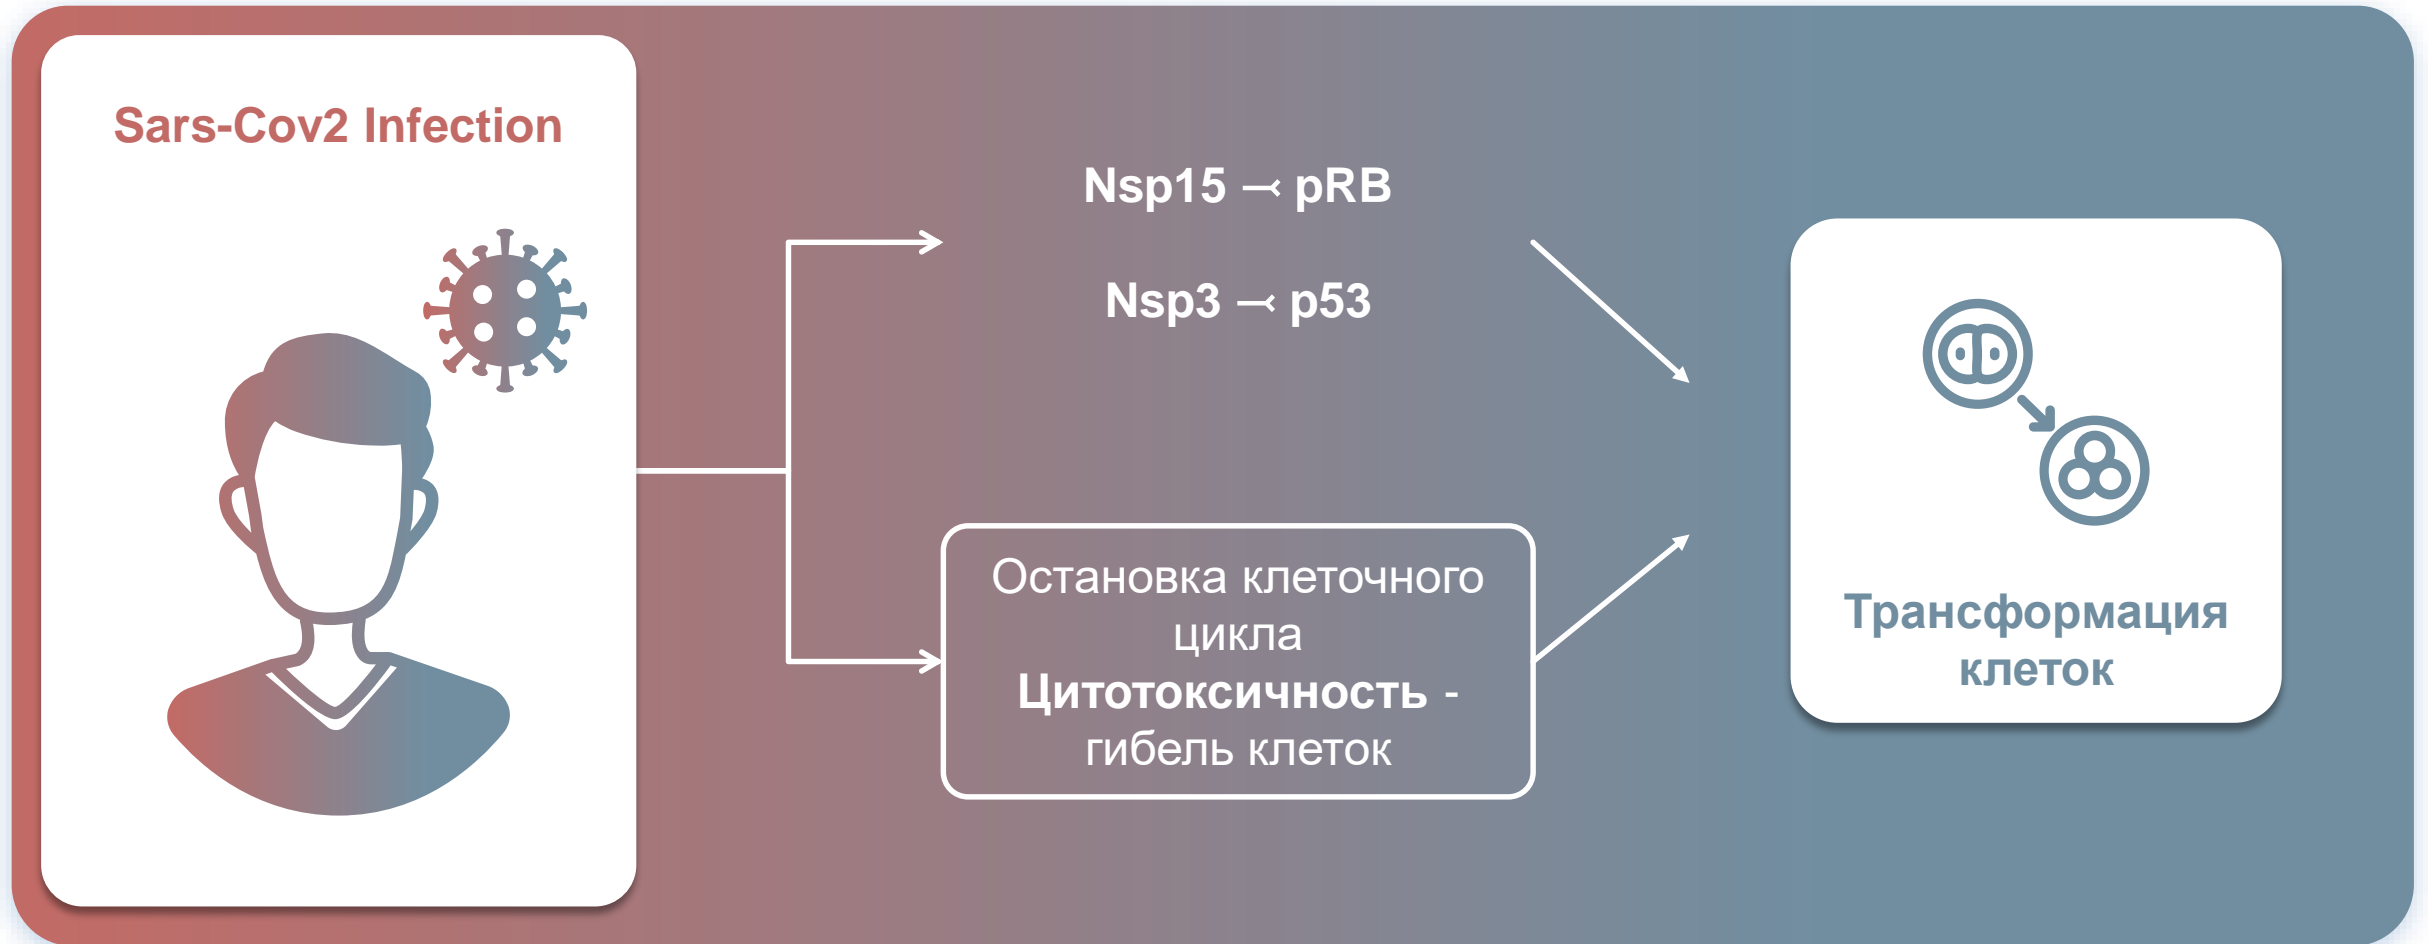 Sars-Cov2 Infection
Nsp15 ⤙ pRB
Nsp3 ⤙ p53
Остановка клеточного
цикла
Цитотоксичность -
гибель клеток
Трансформация
клеток